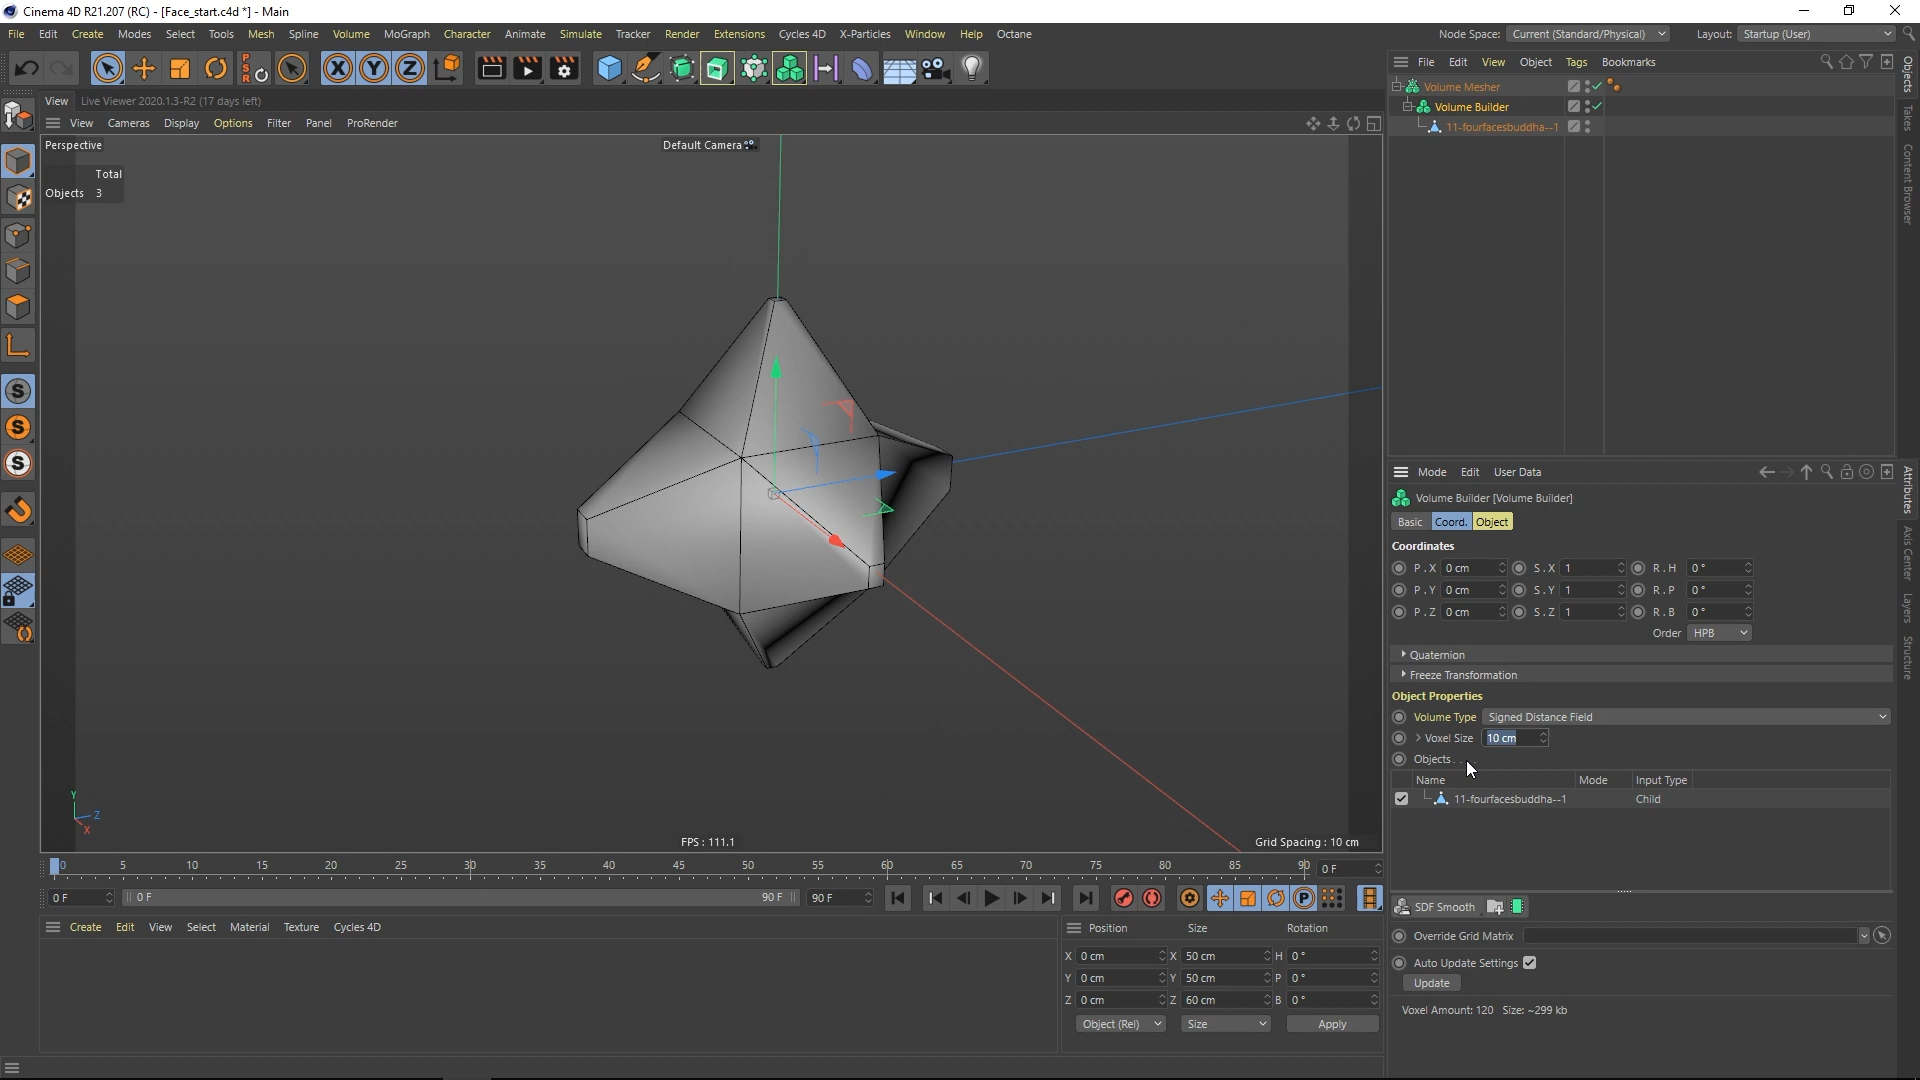 Cinema 4D R21.207 (RC) - [Face_start.c4d *] - Main
File Edit Create Modes Select Tools Mesh Spline Volume MoGraph Character Animate Simulate Tracker Render Extensions Cycles 4D X-Particles Window Help Octane
Node Space: Current (Standard/Physical) Layout: Startup (User)
PSR X Y Z
File Edit View Object Tags Bookmarks
View Live Viewer 2020.1.3-R2 (17 days left)
View Cameras Display Options Filter Panel ProRender
Perspective
Default Camera
Total
Objects 3
Volume Mesher
Volume Builder
11-fourfacesbuddha--1
Objects
Takes
Content Browser
Mode Edit User Data
Volume Builder [Volume Builder]
Basic Coord. Object
Coordinates
P . X 0 cm S . X 1 R . H 0 °
P . Y 0 cm S . Y 1 R . P 0 °
P . Z 0 cm S . Z 1 R . B 0 °
Order HPB
Quaternion
Freeze Transformation
Object Properties
Volume Type Signed Distance Field
Voxel Size 10 cm
Objects . . .
Name Mode Input Type
11-fourfacesbuddha--1 Child
SDF Smooth
Override Grid Matrix
Auto Update Settings
Update
Voxel Amount: 120 Size: ~299 kb
Attributes
Axis Center
Layers
Structure
Y
Z
X
FPS : 111.1
Grid Spacing : 10 cm
0 5 10 15 20 25 30 35 40 45 50 55 60 65 70 75 80 85 90 0 F
0 F 0 F 90 F 90 F
P
Create Edit View Select Material Texture Cycles 4D
Position Size Rotation
X 0 cm X 50 cm H 0 °
Y 0 cm Y 50 cm P 0 °
Z 0 cm Z 60 cm B 0 °
Object (Rel) Size Apply